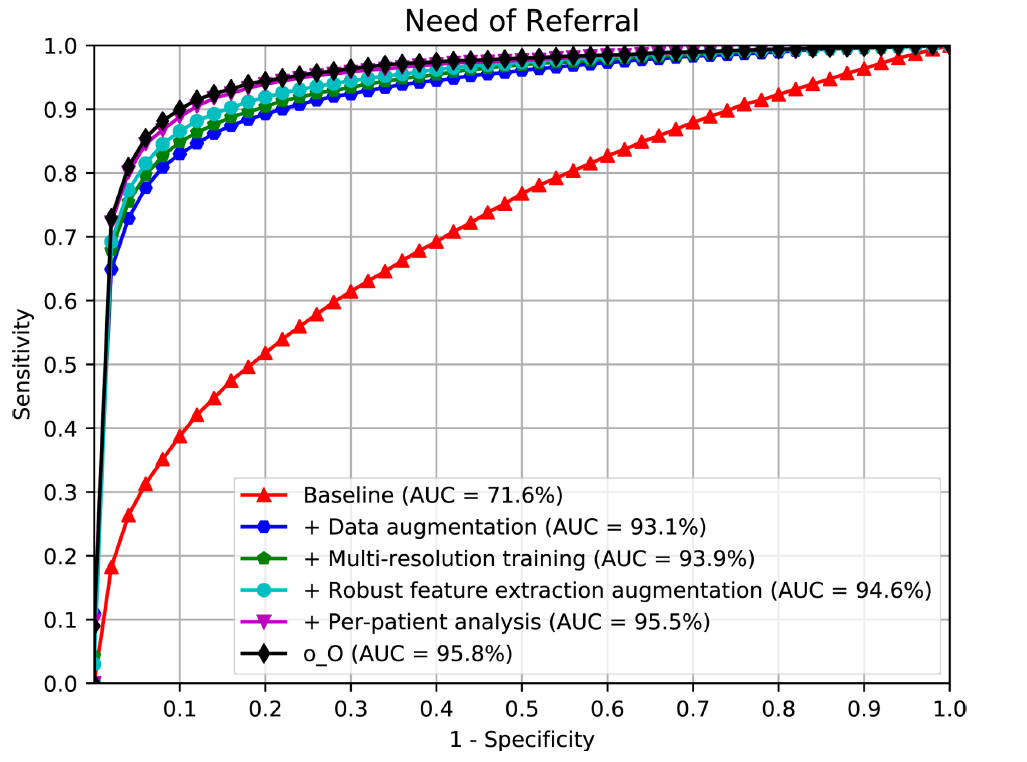 Need of Referral
1.0
0.9
0.8
0.7
0.6
0.5
0.4
0.3
0.2
0.1
0.0
Sensitivity
Baseline (AUC = 71.6%)
+ Data augmentation (AUC = 93.1%)
+ Multi-resolution training (AUC = 93.9%)
+ Robust feature extraction augmentation (AUC = 94.6%)
+ Per-patient analysis (AUC = 95.5%)
o_O (AUC = 95.8%)
0.1 0.2 0.3 0.4 0.5 0.6 0.7 0.8 0.9 1.0
1 - Specificity